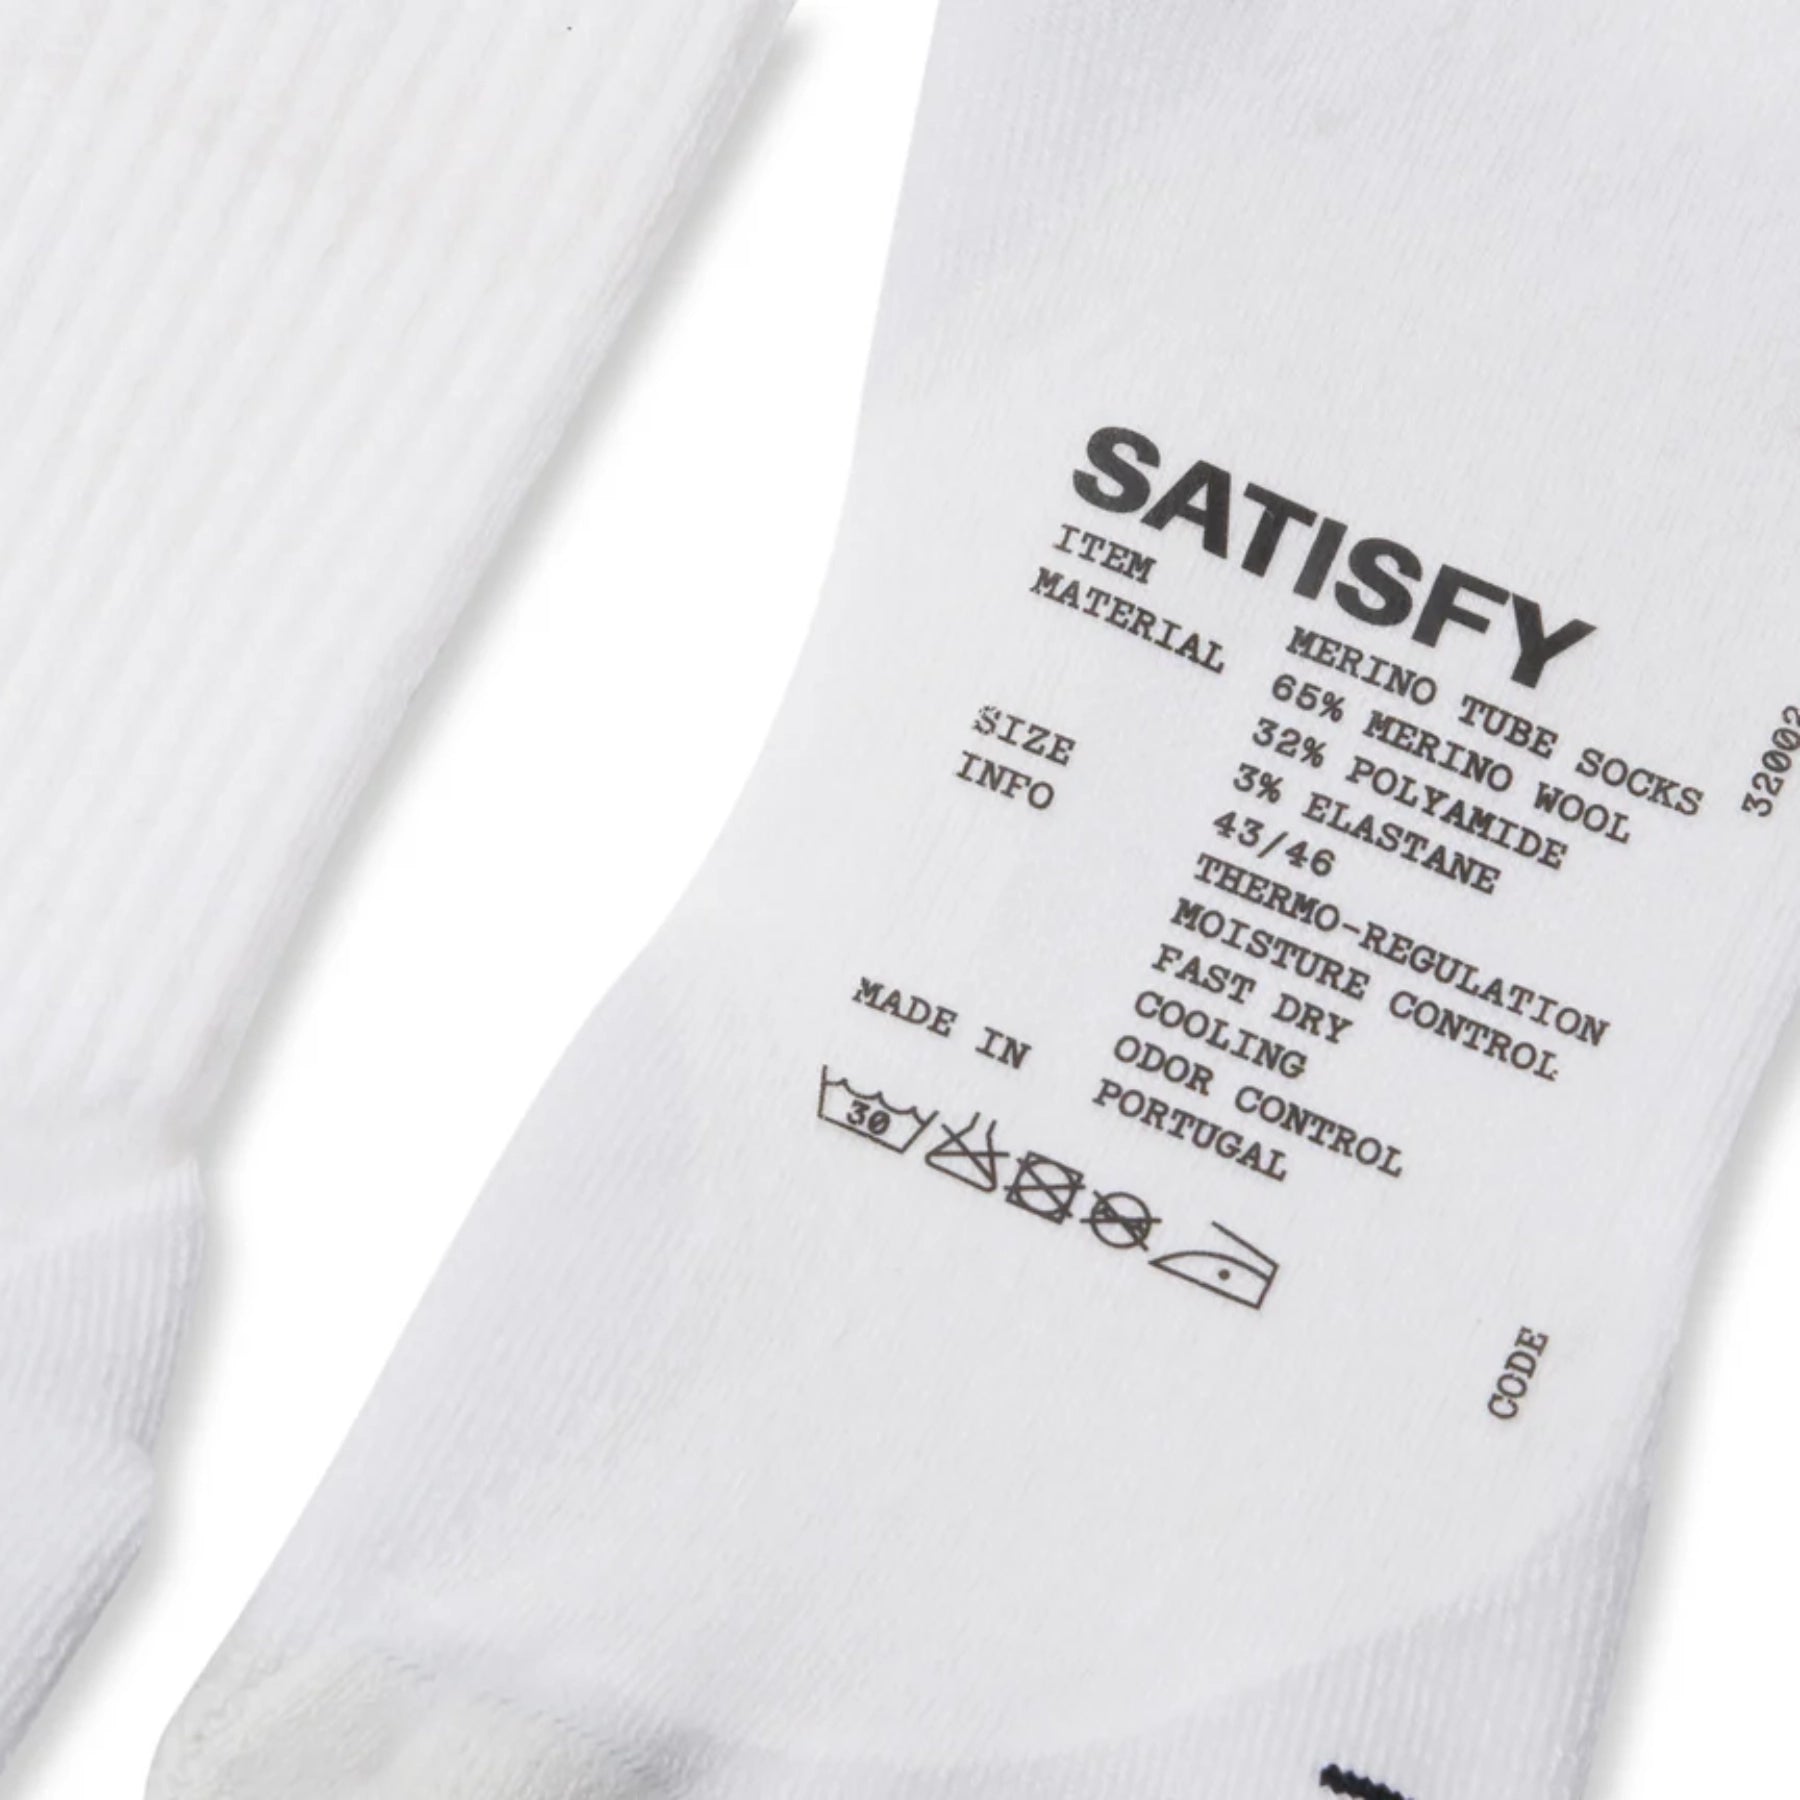 SATISFY
ITEM MERINO TUBE SOCKS
MATERIAL 65% MERINO WOOL
32% POLYAMIDE
3% ELASTANE
SIZE 43/46
INFO THERMO-REGULATION
MOISTURE CONTROL
FAST DRY
COOLING
ODOR CONTROL
MADE IN PORTUGAL
30
CODE